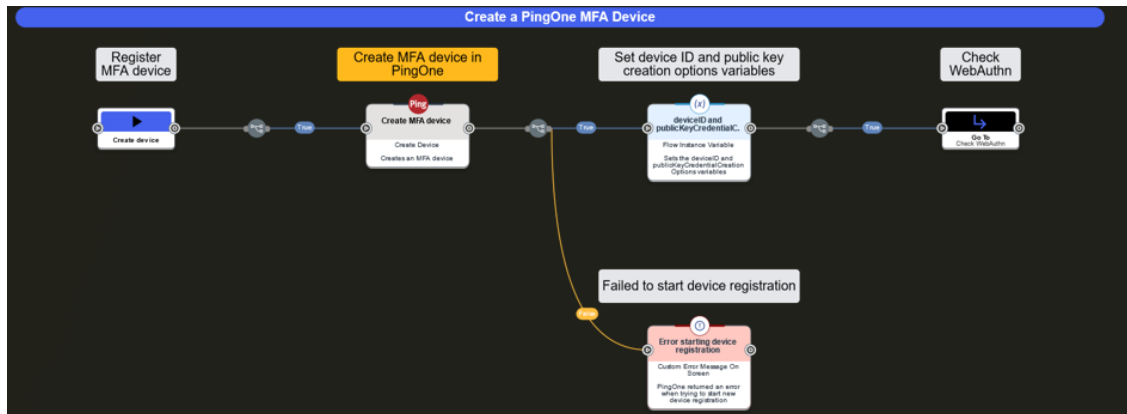 Create a PingOne MFA Device
Register
MFA device
Create MFA device in
PingOne
Set device ID and public key
creation options variables
Check
WebAuthn
Create device
True
Ping
Create MFA device
Create Device
Creates an MFA device
True
(x)
deviceID and
publicKeyCredentialC.
Flow Instance Variable
Sets the deviceID and
publicKeyCredentialCreation
Options variables
True
Go To
Check WebAuthn
Failed to start device registration
False
Error starting device
registration
Custom Error Message On
Screen
PingOne returned an error
when trying to start new
device registration